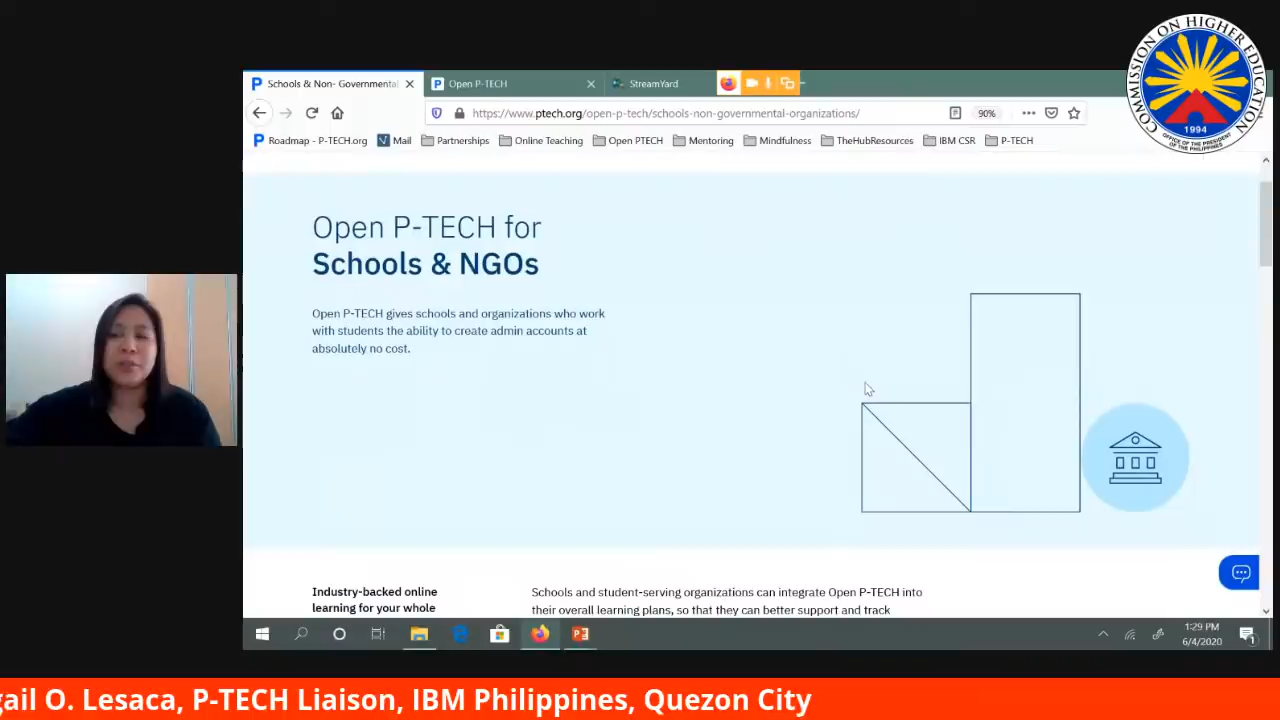 COMMISSION ON HIGHER EDUCATION
OFFICE OF THE PRESIDENT
OF THE PHILIPPINES
1994
Schools & Non- Governmental
Open P-TECH
StreamYard
https://www.ptech.org/open-p-tech/schools-non-governmental-organizations/
90%
Roadmap - P-TECH.org
Mail
Partnerships
Online Teaching
Open PTECH
Mentoring
Mindfulness
TheHubResources
IBM CSR
P-TECH
Open P-TECH for
Schools & NGOs
Open P-TECH gives schools and organizations who work
with students the ability to create admin accounts at
absolutely no cost.
Industry-backed online
learning for your whole
Schools and student-serving organizations can integrate Open P-TECH into
their overall learning plans, so that they can better support and track
1:29 PM
6/4/2020
gail O. Lesaca, P-TECH Liaison, IBM Philippines, Quezon City